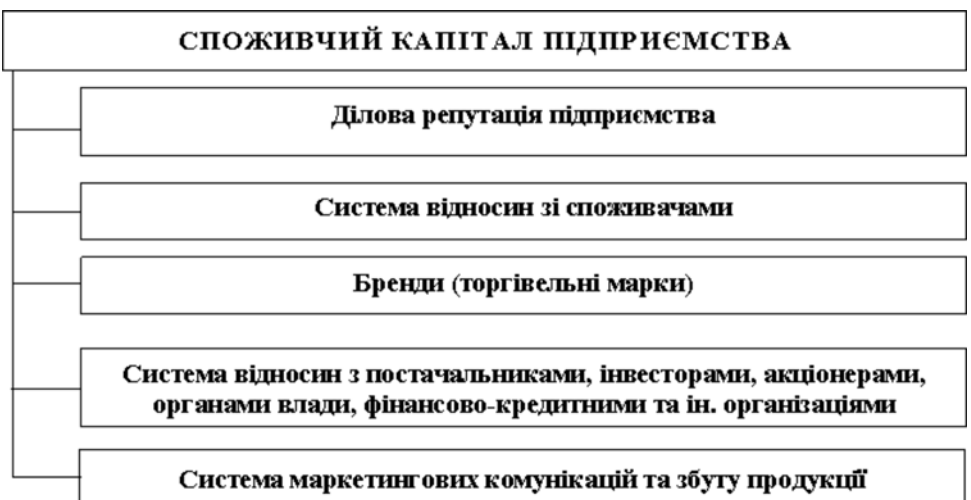 СПОЖИВЧИЙ КАПІТАЛ ПІДПРИЄМСТВА
Ділова репутація підприємства
Система відносин зі споживачами
Бренди (торгівельні марки)
Система відносин з постачальниками, інвесторами, акціонерами,
органами влади, фінансово-кредитними та ін. організаціями
Система маркетингових комунікацій та збуту продукції